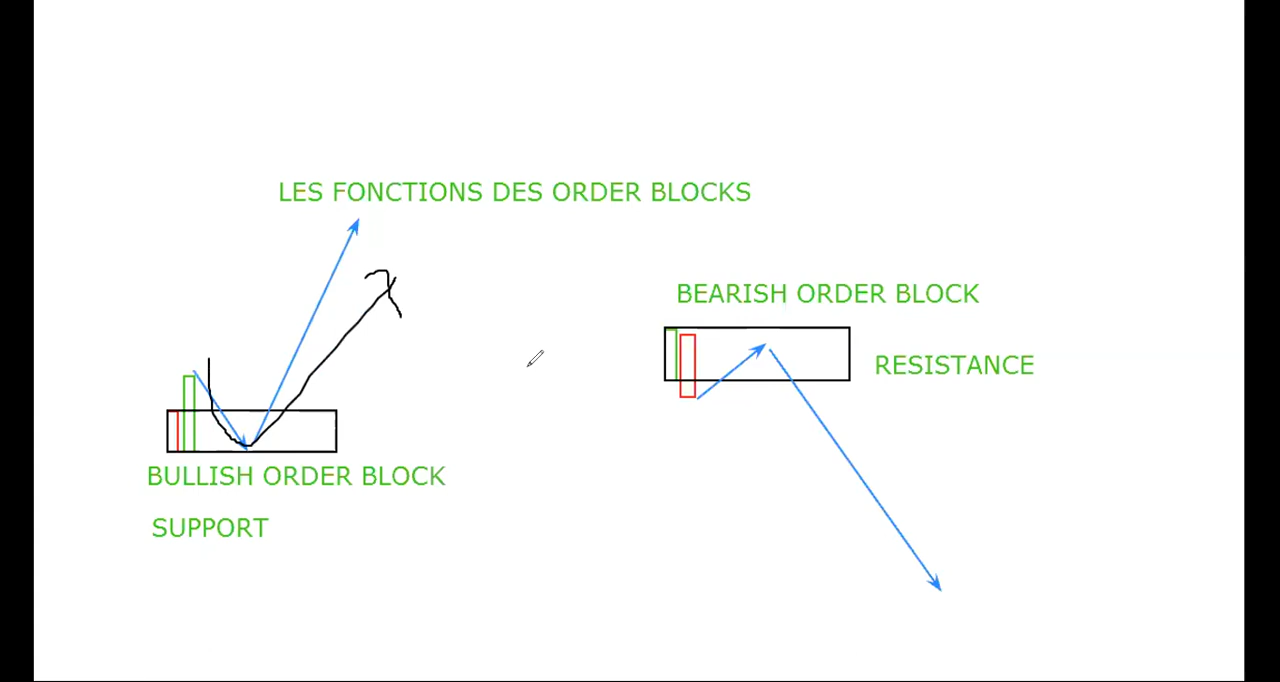 LES FONCTIONS DES ORDER BLOCKS
BEARISH ORDER BLOCK
RESISTANCE
BULLISH ORDER BLOCK
SUPPORT